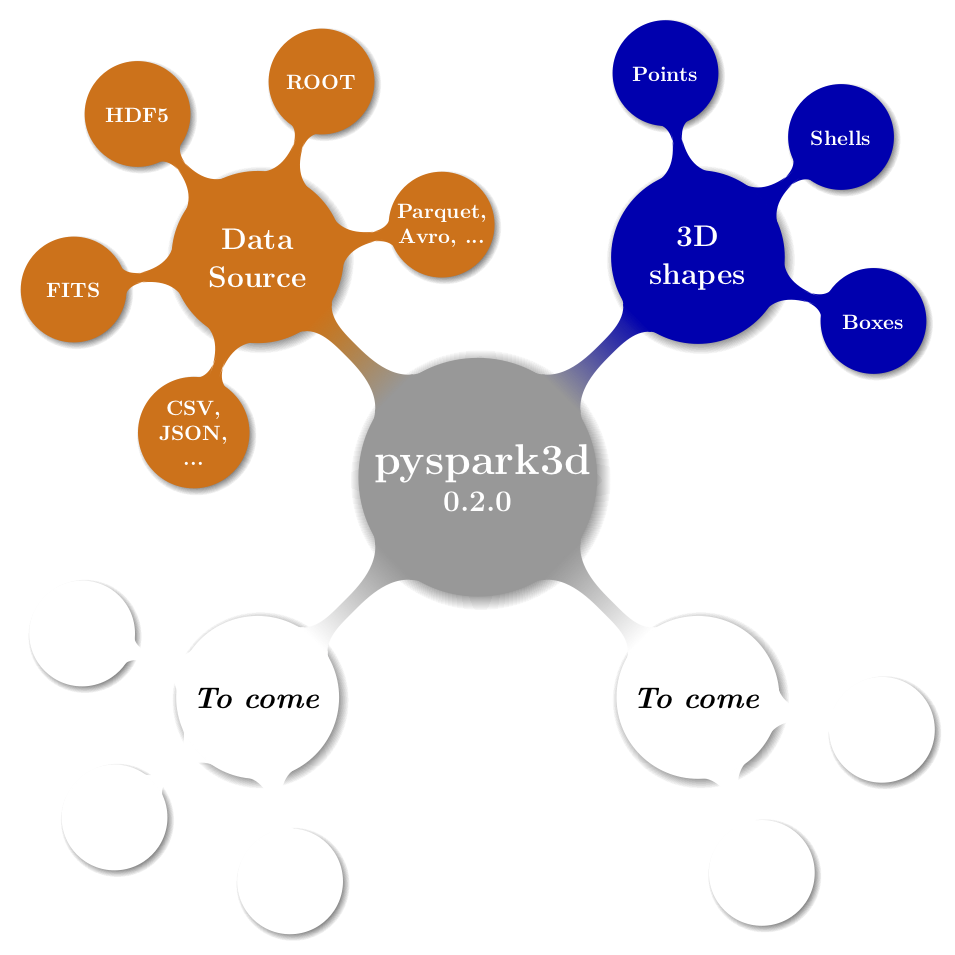 ROOT
HDF5
Parquet,
Avro, ...
Data
Source
FITS
CSV,
JSON,
...
Points
Shells
3D
shapes
Boxes
pyspark3d
0.2.0
To come
To come